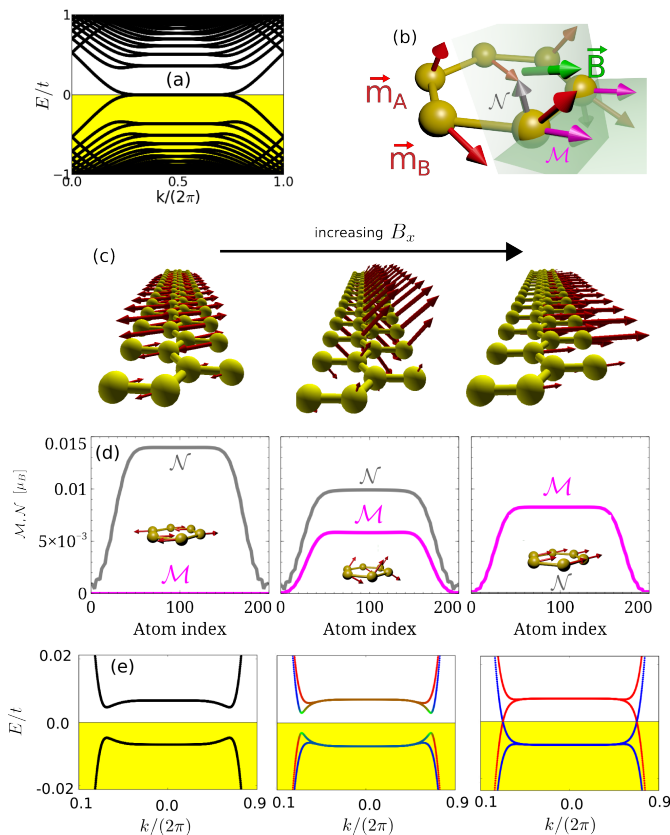 1
(a)
E/t
0
−1
0.0
0.5
1.0
k/(2π)
(b)
m⃗_A
B⃗
𝒩
m⃗_B
ℳ
increasing B_x
(c)
(d)
0.015
0.01
5×10⁻³
0
ℳ,𝒩 [μ_B]
𝒩
ℳ
𝒩
ℳ
ℳ
𝒩
0 100 200
0 100 200
0 100 200
Atom index
Atom index
Atom index
(e)
0.02
0.0
-0.02
E/t
0.1 0.0 0.9
0.1 0.0 0.9
0.1 0.0 0.9
k/(2π)
k/(2π)
k/(2π)